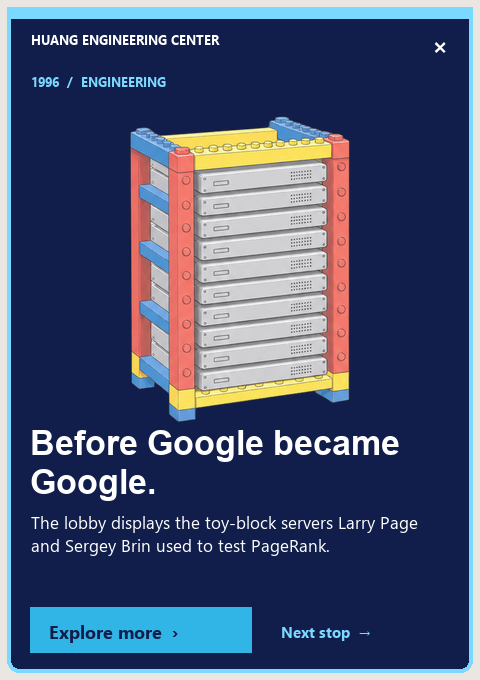 HUANG ENGINEERING CENTER
×
1996 / ENGINEERING
Before Google became
Google.
The lobby displays the toy-block servers Larry Page
and Sergey Brin used to test PageRank.
Explore more ›
Next stop →